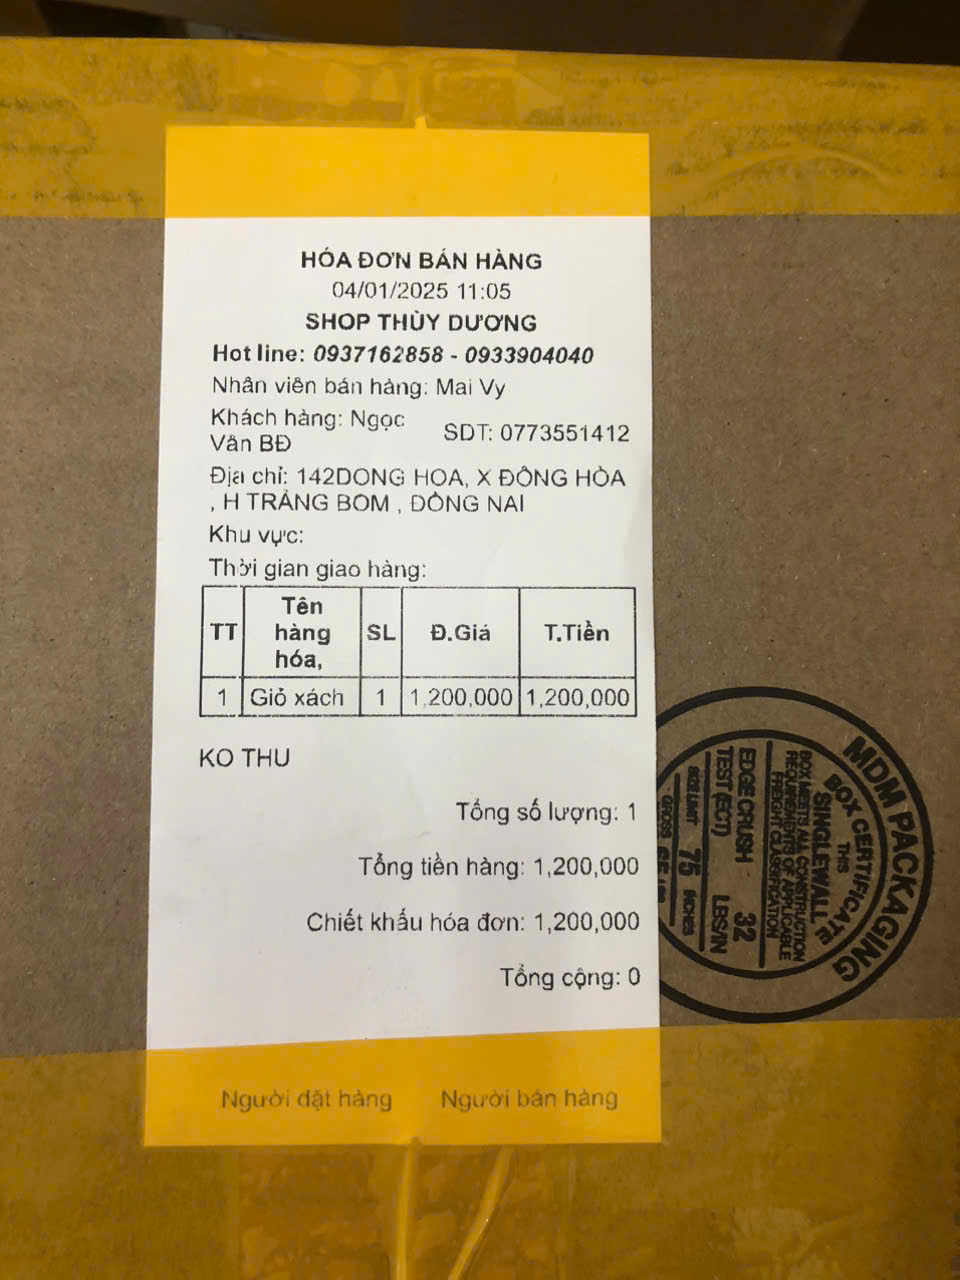 HÓA ĐƠN BÁN HÀNG
04/01/2025 11:05
SHOP THÙY DƯƠNG
Hot line: 0937162858 - 0933904040
Nhân viên bán hàng: Mai Vy
Khách hàng: Ngọc Vân BĐ
SDT: 0773551412
Địa chỉ: 142DONG HOA, X ĐÔNG HÒA
, H TRẢNG BOM , ĐỒNG NAI
Khu vực:
Thời gian giao hàng:
TT Tên hàng hóa, SL Đ.Giá T.Tiền
1 Giỏ xách 1 1,200,000 1,200,000
KO THU
Tổng số lượng: 1
Tổng tiền hàng: 1,200,000
Chiết khấu hóa đơn: 1,200,000
Tổng cộng: 0
Người dặt hàng Người bán hàng
MDM PACKAGING
BOX CERTIFICATE
THIS
SINGLEWALL
BOX MEETS ALL CONSTRUCTION
REQUIREMENTS OF APPLICABLE
FREIGHT CLASSIFICATION
EDGE CRUSH 32 LBS/IN
TEST (ECT)
SIZE LIMIT 75 INCHES